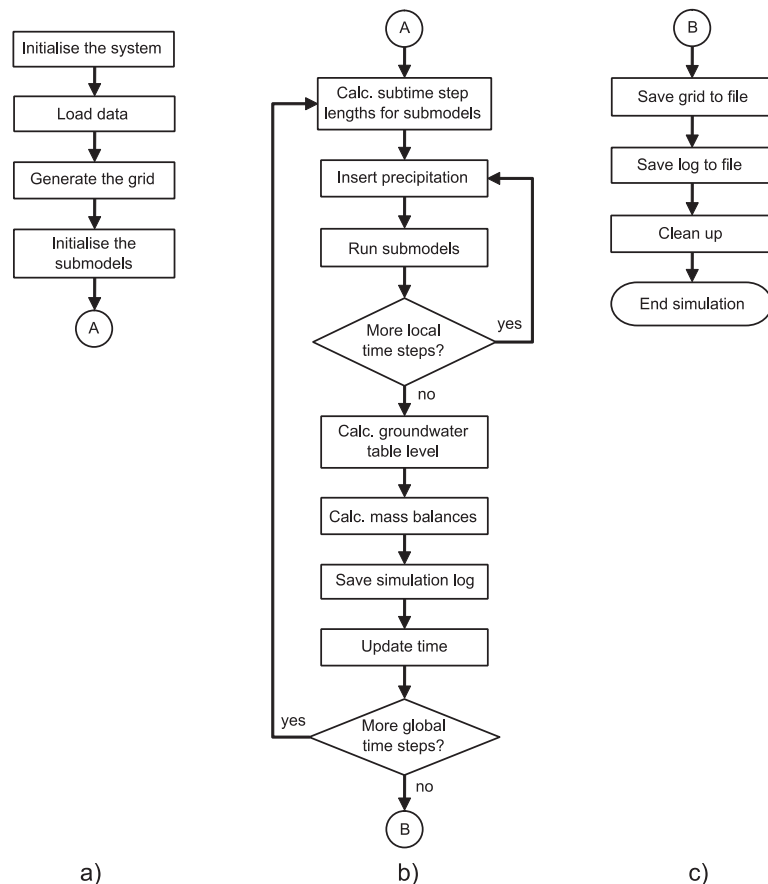 Initialise the system
Load data
Generate the grid
Initialise the
submodels
A
a)
A
Calc. subtime step
lengths for submodels
Insert precipitation
Run submodels
More local
time steps?
yes
no
Calc. groundwater
table level
Calc. mass balances
Save simulation log
Update time
More global
time steps?
yes
no
B
b)
B
Save grid to file
Save log to file
Clean up
End simulation
c)